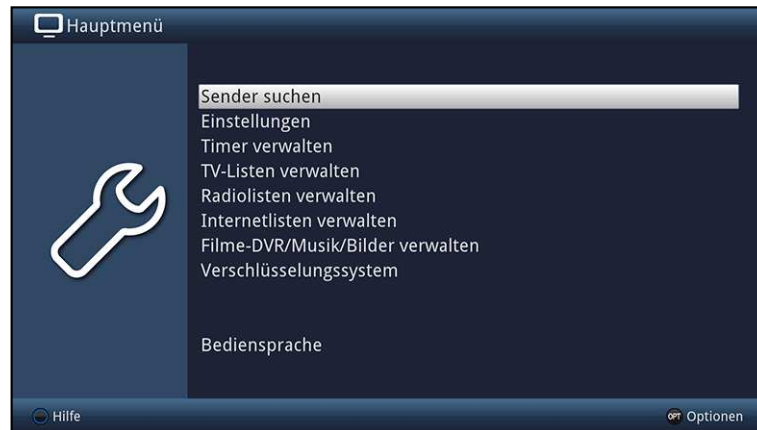 Hauptmenü
Sender suchen
Einstellungen
Timer verwalten
TV-Listen verwalten
Radiolisten verwalten
Internetlisten verwalten
Filme-DVR/Musik/Bilder verwalten
Verschlüsselungssystem
Bediensprache
Hilfe
OPT Optionen